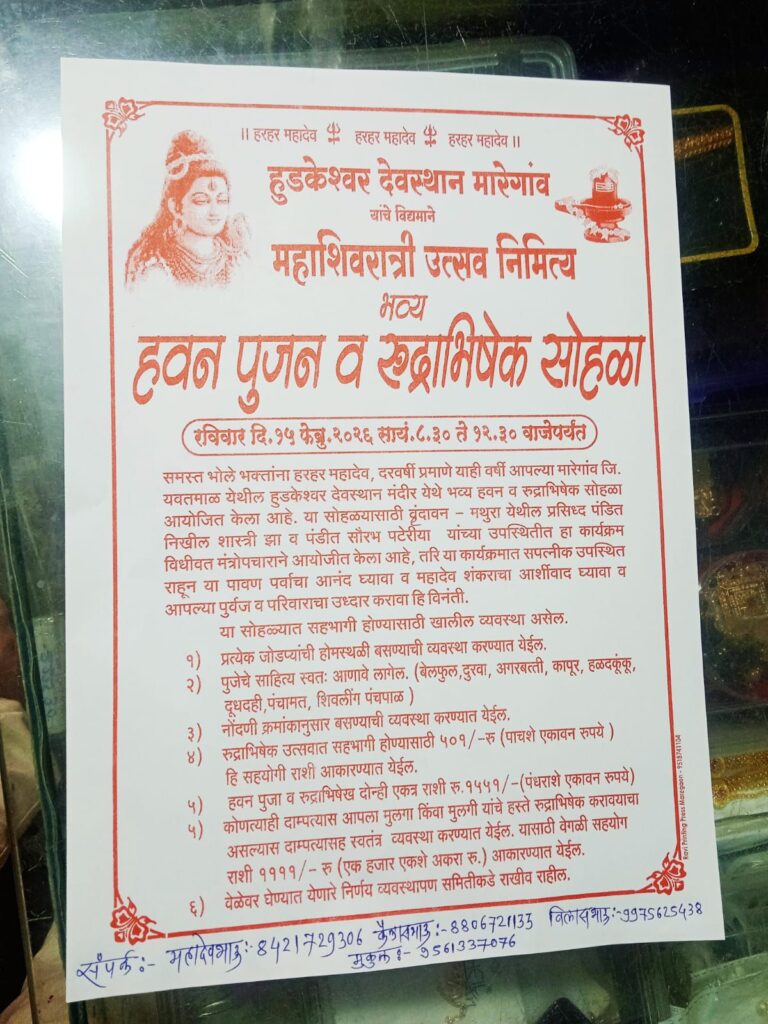 ॥ हरहर महादेव हरहर महादेव हरहर महादेव ॥
हुडकेश्वर देवस्थान मारेगांव
यांचे विद्यमाने
महाशिवरात्री उत्सव निमित्य
भव्य
हवन पुजन व रूद्राभिषेक सोहळा
रविवार दि.१५ फेब्रु.२०२६ सायं.८.३० ते १२.३० वाजेपर्यंत
समस्त भोले भक्तांना हरहर महादेव, दरवर्षी प्रमाणे याही वर्षी आपल्या मारेगांव जि.
यवतमाळ येथील हुडकेश्वर देवस्थान मंदीर येथे भव्य हवन व रुद्राभिषेक सोहळा
आयोजित केला आहे. या सोहळयासाठी वृंदावन - मथुरा येथील प्रसिध्द पंडित
निखील शास्त्री झा व पंडीत सौरभ पटेरीया यांच्या उपस्थितीत हा कार्यक्रम
विधीवत मंत्रोपचाराने आयोजीत केला आहे, तरि या कार्यक्रमात सपत्नीक उपस्थित
राहून या पावण पर्वाचा आनंद घ्यावा व महादेव शंकराचा आर्शीवाद घ्यावा व
आपल्या पुर्वज व परिवाराचा उध्दार करावा हि विनंती.
या सोहळ्यात सहभागी होण्यासाठी खालील व्यवस्था असेल.
१) प्रत्येक जोडप्यांची होमस्थळी बसण्याची व्यवस्था करण्यात येईल.
२) पुजेचे साहित्य स्वतः आणावे लागेल. (बेलफुल,दुरवा, अगरबत्ती, कापूर, हळदकूंकू,
दूधदही,पंचामत, शिवलींग पंचपाळ )
३) नोंदणी क्रमांकानुसार बसण्याची व्यवस्था करण्यात येईल.
४) रुद्राभिषेक उत्सवात सहभागी होण्यासाठी ५०१/-रु (पाचशे एकावन रुपये )
हि सहयोगी राशी आकारण्यात येईल.
५) हवन पुजा व रुद्राभिषेख दोन्ही एकत्र राशी रु.१५५१/-(पंधराशे एकावन रुपये)
५) कोणत्याही दाम्पत्यास आपला मुलगा किंवा मुलगी यांचे हस्ते रुद्राभिषेक करावयाचा
असल्यास दाम्पत्यासह स्वतंत्र व्यवस्था करण्यात येईल. यासाठी वेगळी सहयोग
राशी ११११/- रु (एक हजार एकशे अकरा रु.) आकारण्यात येईल.
६) वेळेवर घेण्यात येणारे निर्णय व्यवस्थापण समितीकडे राखीव राहील.
Ravi Printing Press Maregaon - 9518741104
संपर्क:- महादेवभाऊ:- 8421729306 कैलासभाऊ:-8806721133 विलासभाऊ:-9975625438
मुकुल :- 9561337076